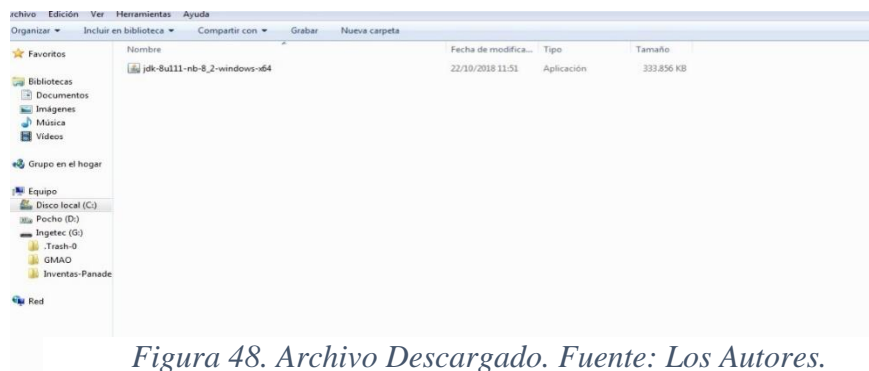 rchivo Edición Ver Herramientas Ayuda
Organizar Incluir en biblioteca Compartir con Grabar Nueva carpeta
Favoritos
Bibliotecas
Documentos
Imágenes
Música
Vídeos
Grupo en el hogar
Equipo
Disco local (C:)
Pocho (D:)
Ingetec (G:)
.Trash-0
GMAO
Inventas-Panade
Red
Nombre Fecha de modifica... Tipo Tamaño
jdk-8u111-nb-8_2-windows-x64 22/10/2018 11:51 Aplicación 333.856 KB
Figura 48. Archivo Descargado. Fuente: Los Autores.